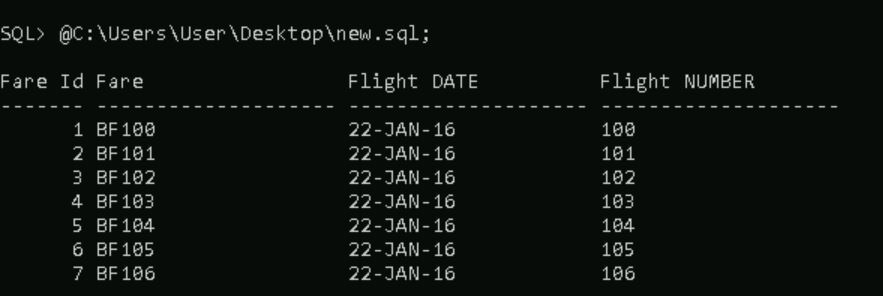 SQL> @C:\Users\User\Desktop\new.sql;
Fare Id Fare                 Flight DATE          Flight NUMBER
------- -------------------- -------------------- --------------------
      1 BF100                22-JAN-16            100
      2 BF101                22-JAN-16            101
      3 BF102                22-JAN-16            102
      4 BF103                22-JAN-16            103
      5 BF104                22-JAN-16            104
      6 BF105                22-JAN-16            105
      7 BF106                22-JAN-16            106